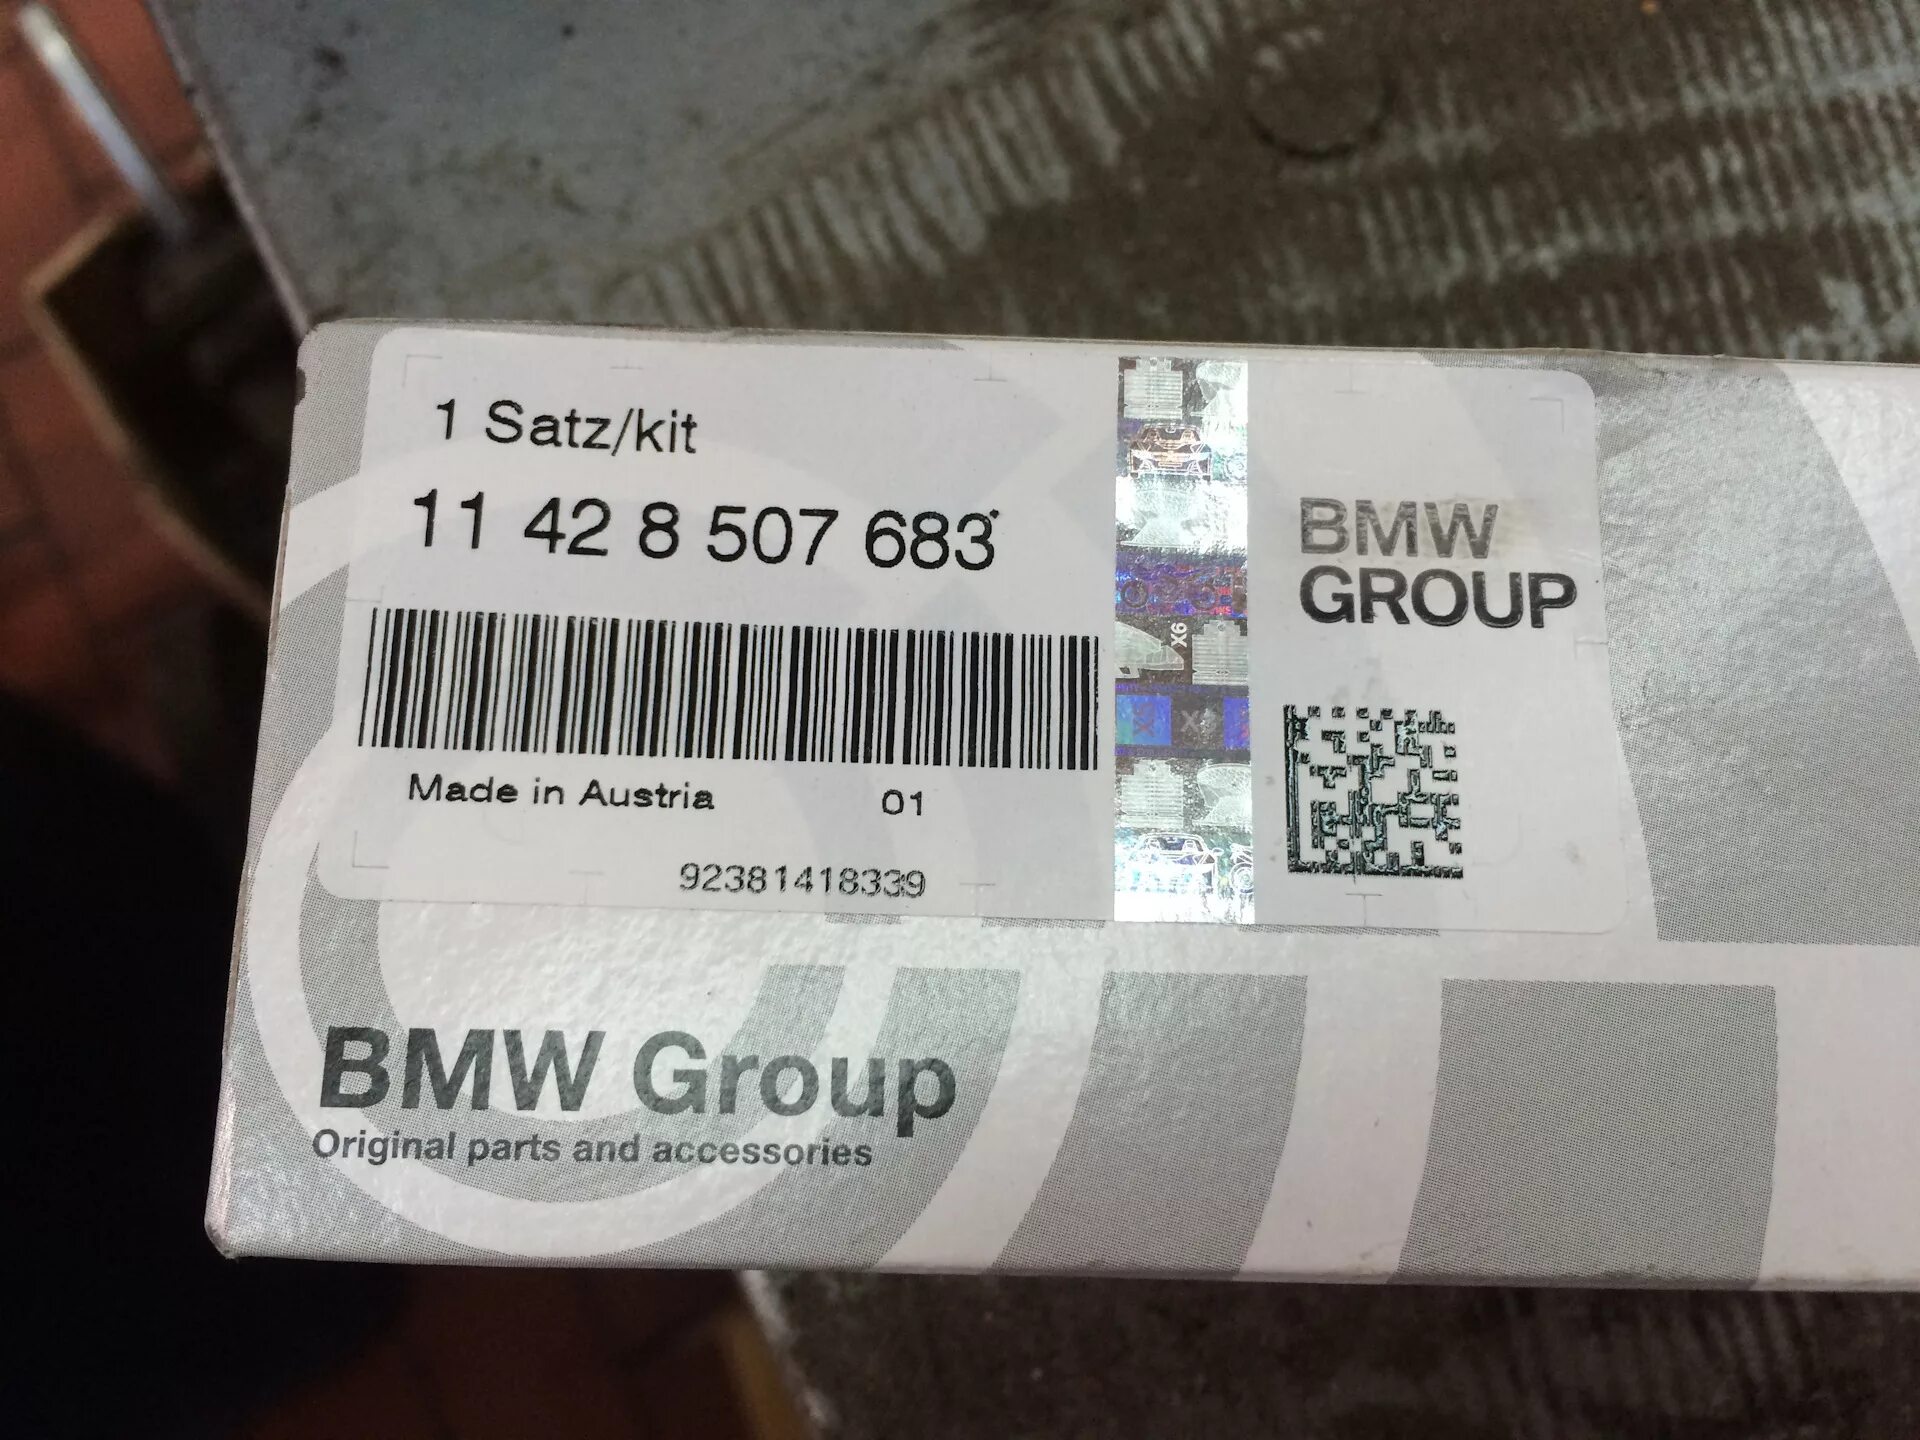 1 Satz/kit
11 42 8 507 683
Made in Austria 01
92381418339
BMW
GROUP
X6
BMW Group
Original parts and accessories